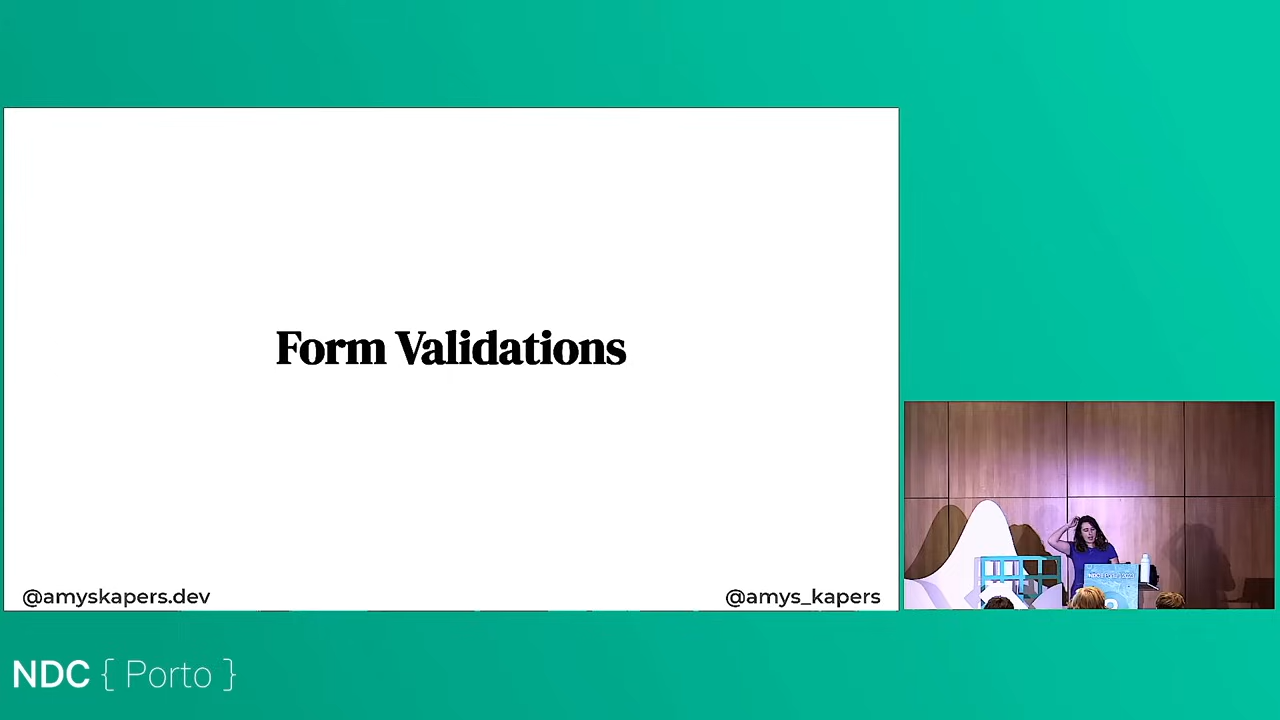 Form Validations
@amyskapers.dev
@amys_kapers
NDC { Porto }